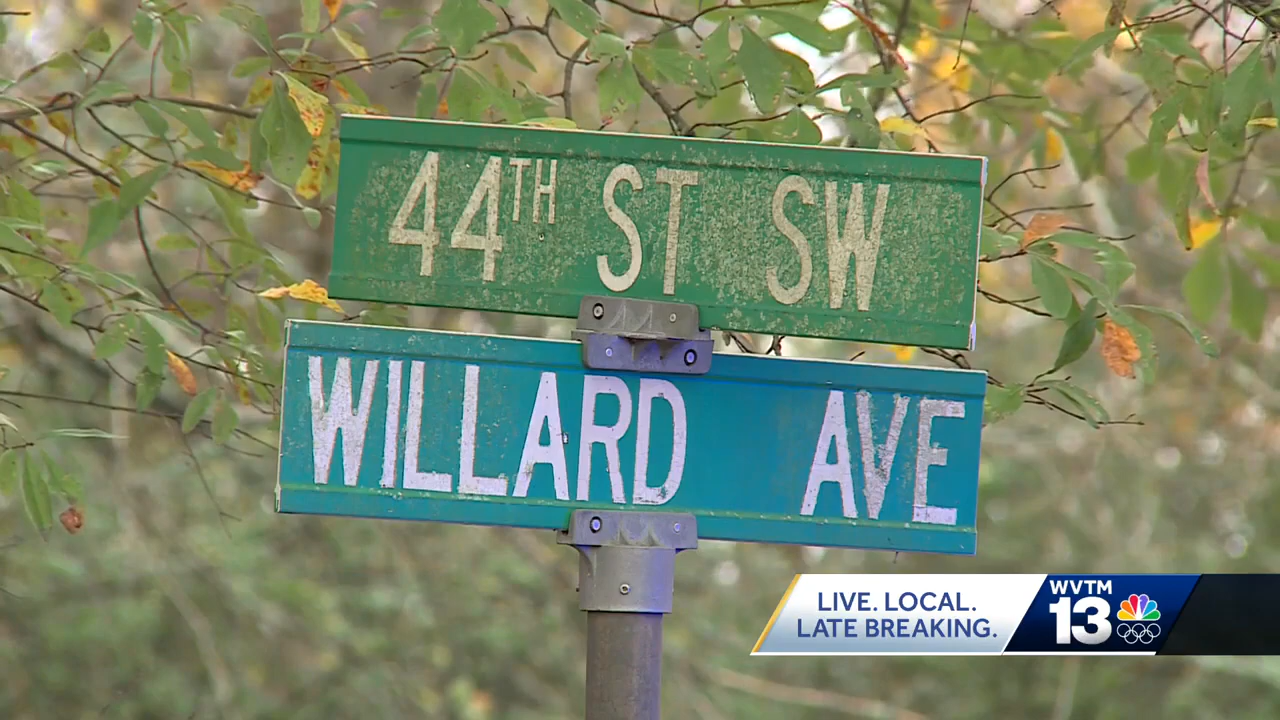 44TH ST SW
WILLARD AVE
LIVE. LOCAL.
LATE BREAKING.
WVTM
13